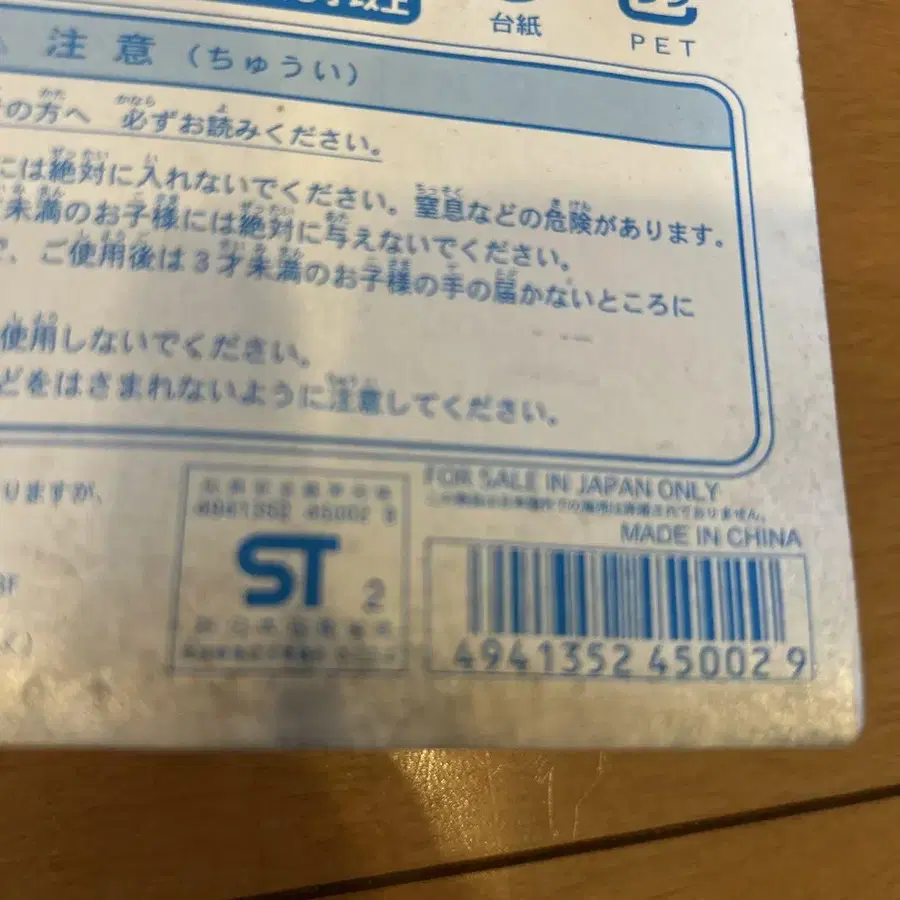 台紙
PET
注意（ちゅうい）
の方へ 必ずお読みください。
には絶対に入れないでください。窒息などの危険があります。
未満のお子様には絶対に与えないでください。
、ご使用後は3才未満のお子様の手の届かないところに
使用しないでください。
どをはさまれないように注意してください。
りますが、
FOR SALE IN JAPAN ONLY
MADE IN CHINA
4941352 45002 9
ST 2
3F
4941352 450029